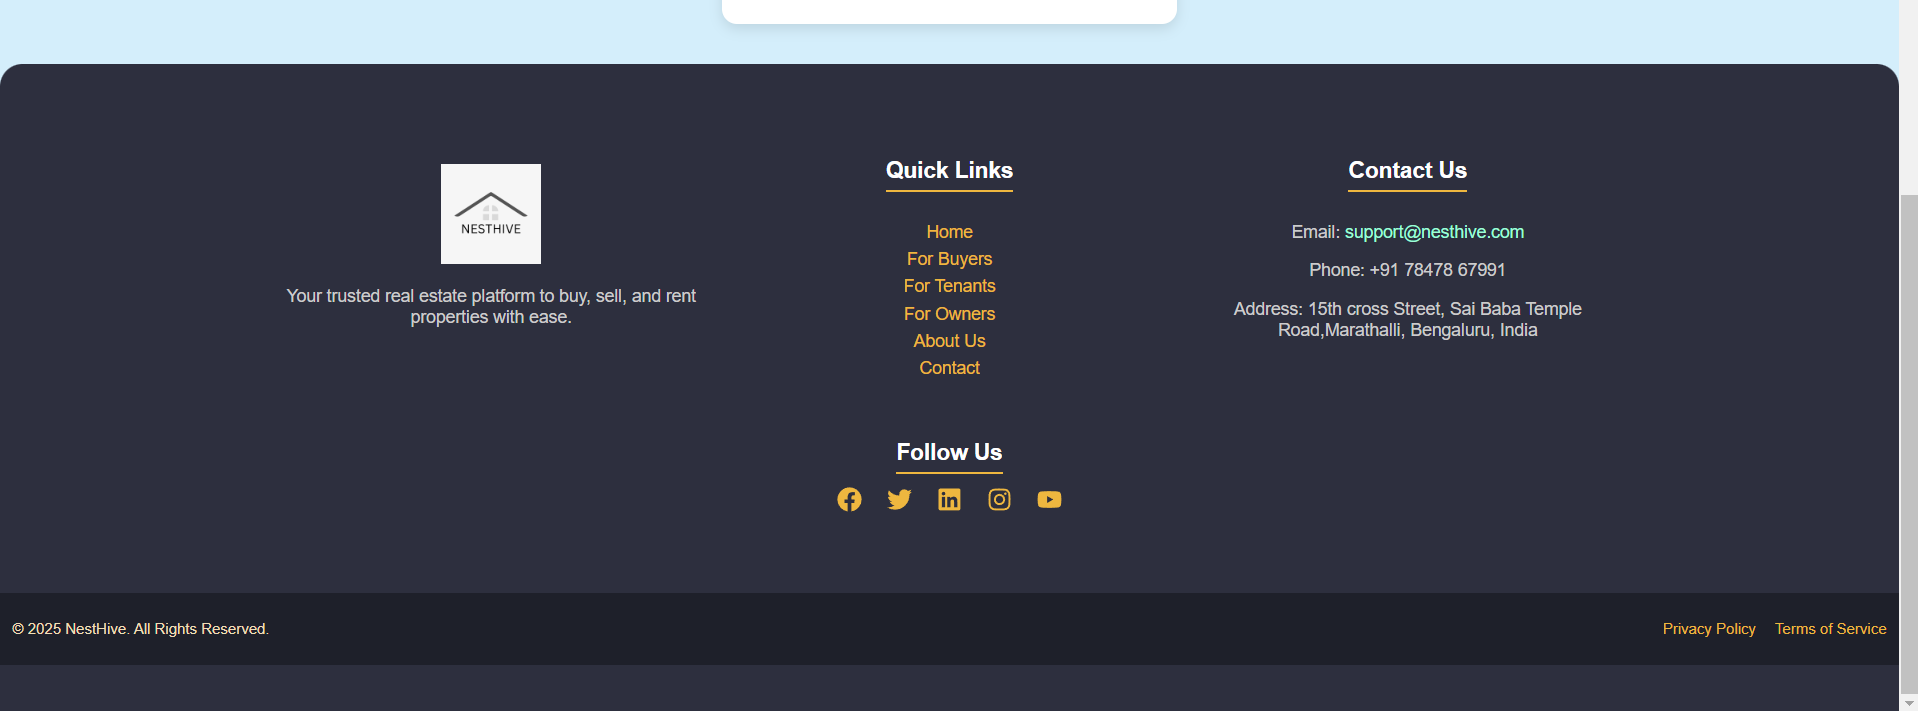 NESTHIVE
Your trusted real estate platform to buy, sell, and rent
properties with ease.
Quick Links
Home
For Buyers
For Tenants
For Owners
About Us
Contact
Contact Us
Email: support@nesthive.com
Phone: +91 78478 67991
Address: 15th cross Street, Sai Baba Temple
Road,Marathalli, Bengaluru, India
Follow Us
© 2025 NestHive. All Rights Reserved.
Privacy Policy Terms of Service